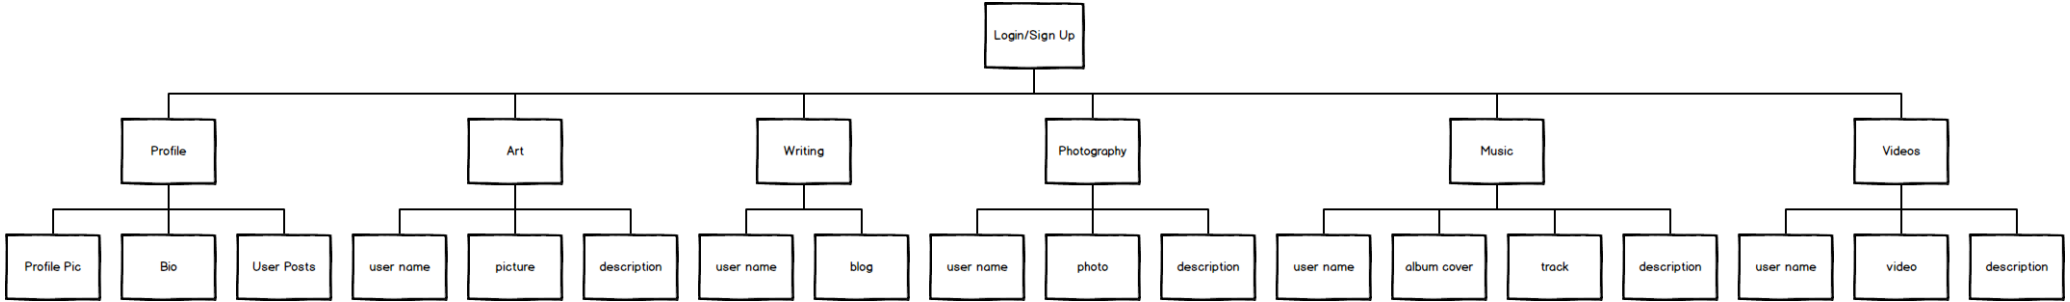 Login/Sign Up
Profile
Art
Writing
Photography
Music
Videos
Profile Pic
Bio
User Posts
user name
picture
description
user name
blog
user name
photo
description
user name
album cover
track
description
user name
video
description